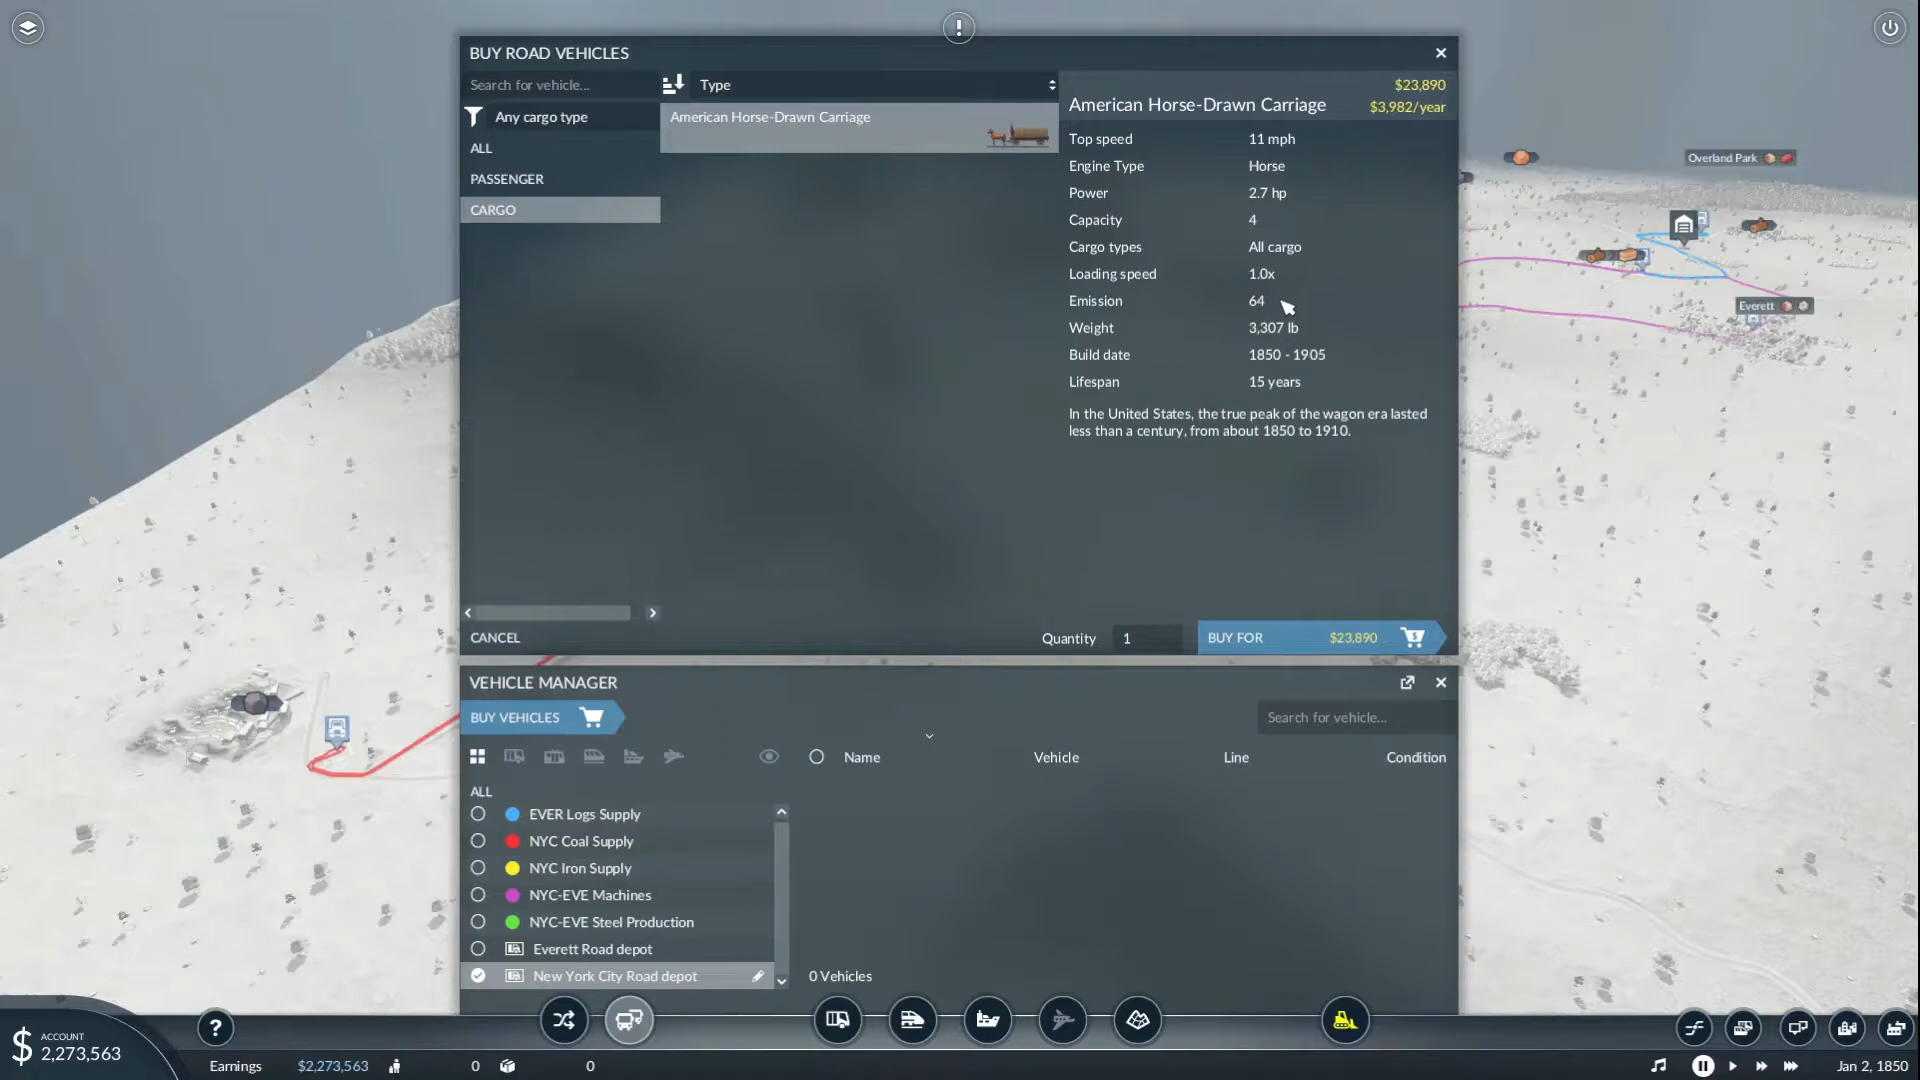 BUY ROAD VEHICLES
Search for vehicle...
Type
Any cargo type
ALL
PASSENGER
CARGO
American Horse-Drawn Carriage
$23,890
American Horse-Drawn Carriage
$3,982/year
Top speed 11 mph
Engine Type Horse
Power 2.7 hp
Capacity 4
Cargo types All cargo
Loading speed 1.0x
Emission 64
Weight 3,307 lb
Build date 1850 - 1905
Lifespan 15 years
In the United States, the true peak of the wagon era lasted
less than a century, from about 1850 to 1910.
CANCEL
Quantity 1
BUY FOR $23,890
Overland Park
Everett
VEHICLE MANAGER
BUY VEHICLES
Search for vehicle...
Name Vehicle Line Condition
ALL
EVER Logs Supply
NYC Coal Supply
NYC Iron Supply
NYC-EVE Machines
NYC-EVE Steel Production
Everett Road depot
New York City Road depot
0 Vehicles
?
$ ACCOUNT
2,273,563
Earnings $2,273,563 0 0
Jan 2, 1850